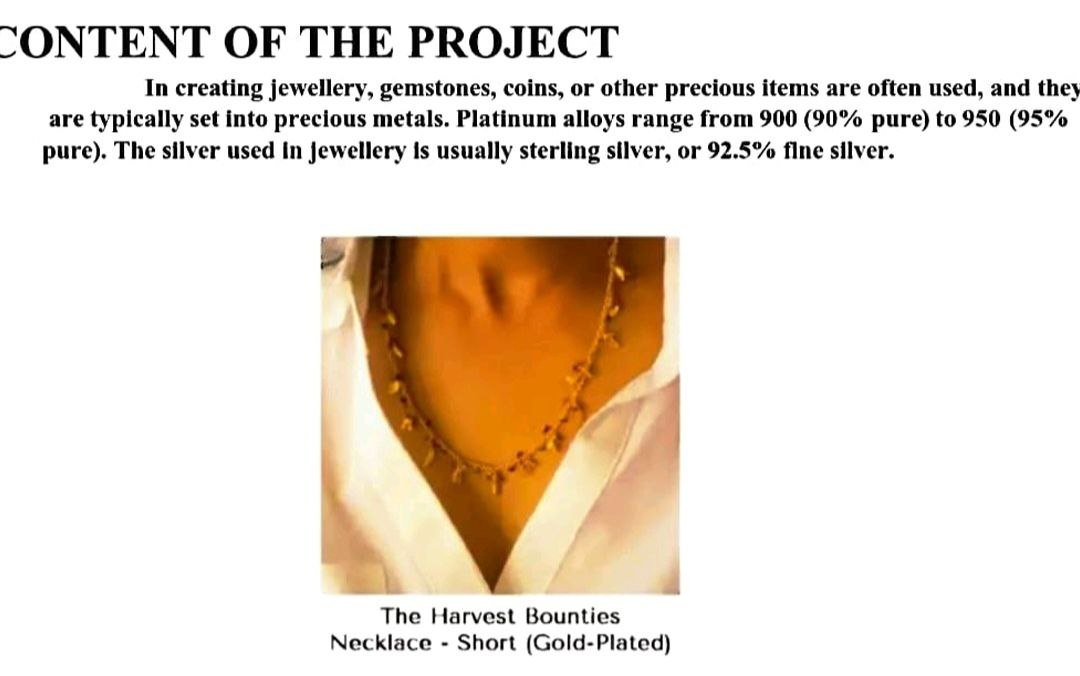 CONTENT OF THE PROJECT
In creating jewellery, gemstones, coins, or other precious items are often used, and they
are typically set into precious metals. Platinum alloys range from 900 (90% pure) to 950 (95%
pure). The silver used in jewellery is usually sterling silver, or 92.5% fine silver.
The Harvest Bounties
Necklace - Short (Gold-Plated)